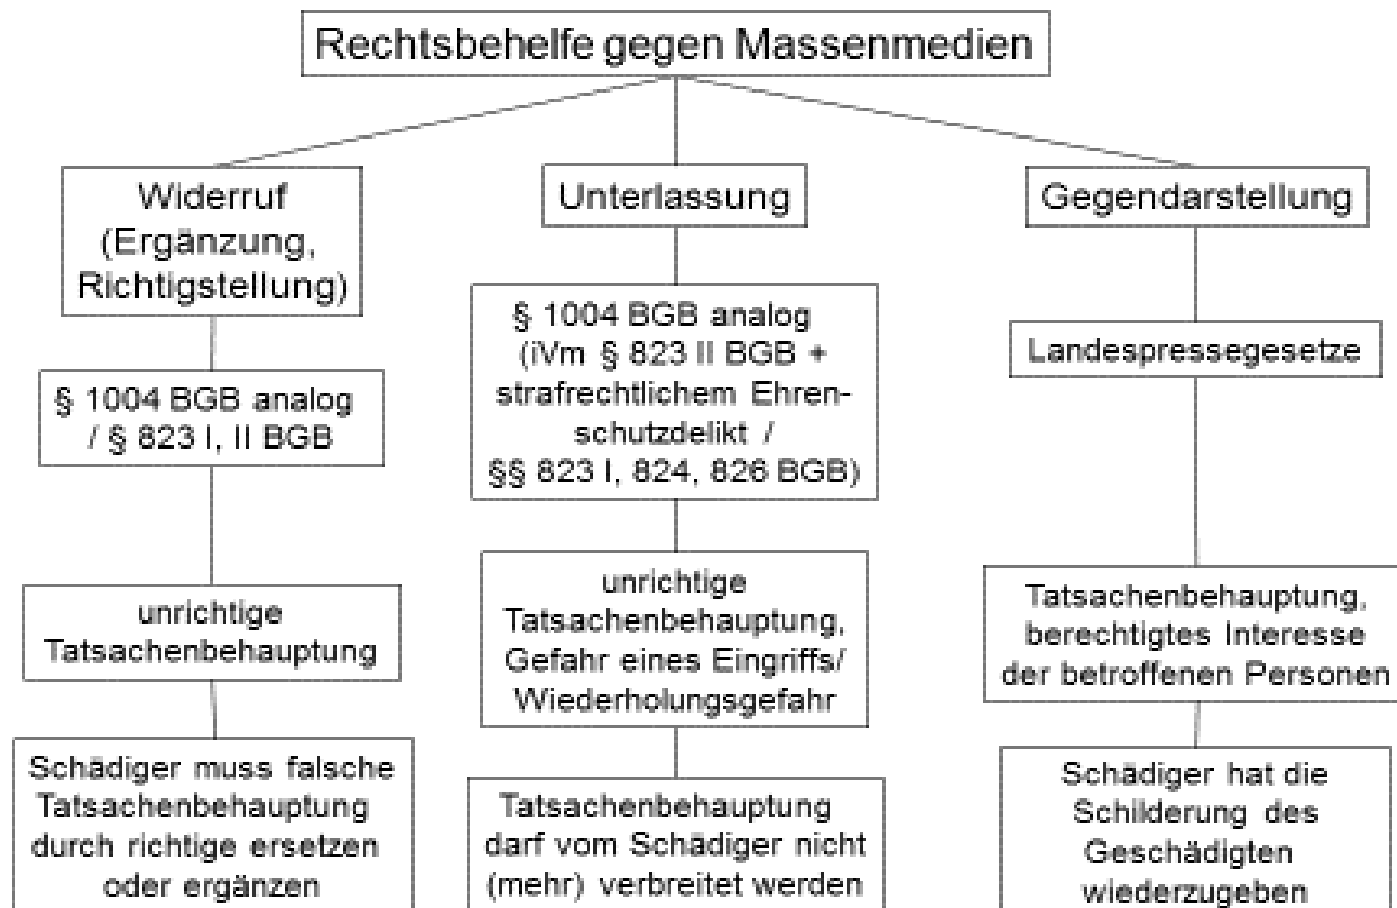 Rechtsbehelfe gegen Massenmedien
Widerruf
(Ergänzung,
Richtigstellung)
§ 1004 BGB analog
/ § 823 I, II BGB
unrichtige
Tatsachenbehauptung
Schädiger muss falsche
Tatsachenbehauptung
durch richtige ersetzen
oder ergänzen
Unterlassung
§ 1004 BGB analog
(iVm § 823 II BGB +
strafrechtlichem Ehren-
schutzdelikt /
§§ 823 I, 824, 826 BGB)
unrichtige
Tatsachenbehauptung,
Gefahr eines Eingriffs/
Wiederholungsgefahr
Tatsachenbehauptung
darf vom Schädiger nicht
(mehr) verbreitet werden
Gegendarstellung
Landespressegesetze
Tatsachenbehauptung,
berechtigtes Interesse
der betroffenen Personen
Schädiger hat die
Schilderung des
Geschädigten
wiederzugeben